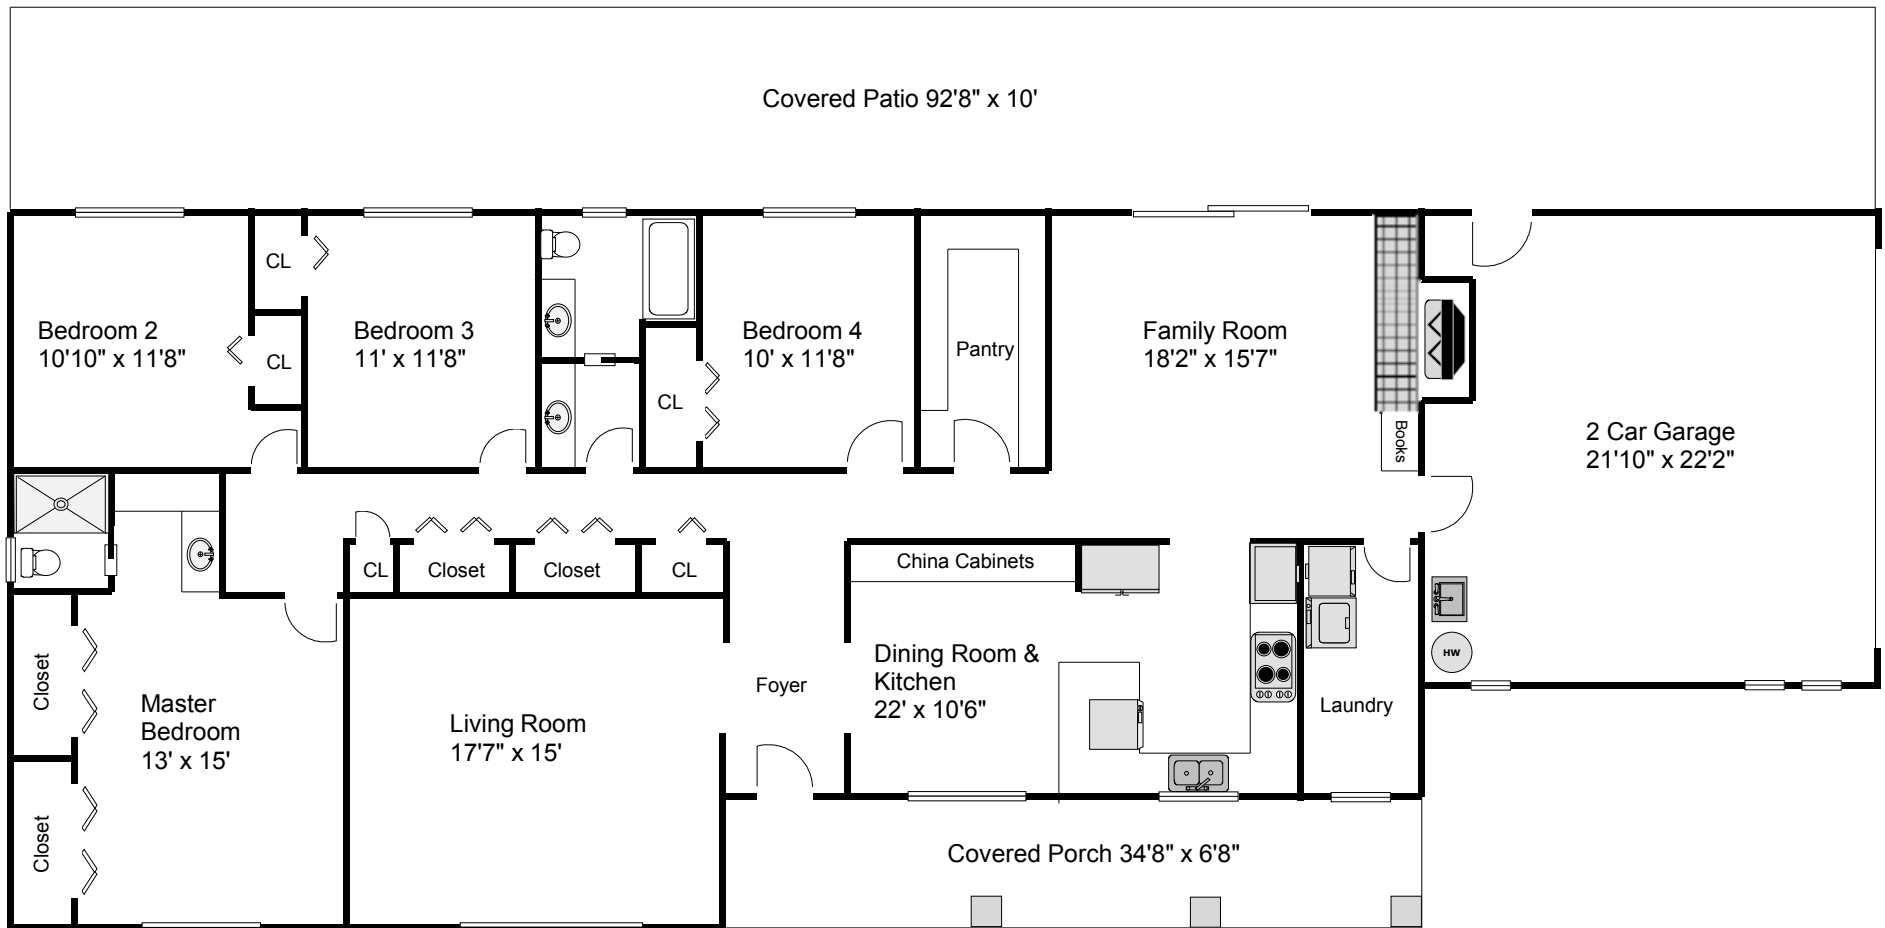 Covered Patio 92'8" x 10'
CL
Bedroom 2
10'10" x 11'8"
CL
Bedroom 3
11' x 11'8"
CL
Bedroom 4
10' x 11'8"
Pantry
Family Room
18'2" x 15'7"
Books
2 Car Garage
21'10" x 22'2"
CL
Closet
Closet
CL
China Cabinets
HW
Closet
Master
Bedroom
13' x 15'
Living Room
17'7" x 15'
Foyer
Dining Room &
Kitchen
22' x 10'6"
Laundry
Closet
Covered Porch 34'8" x 6'8"